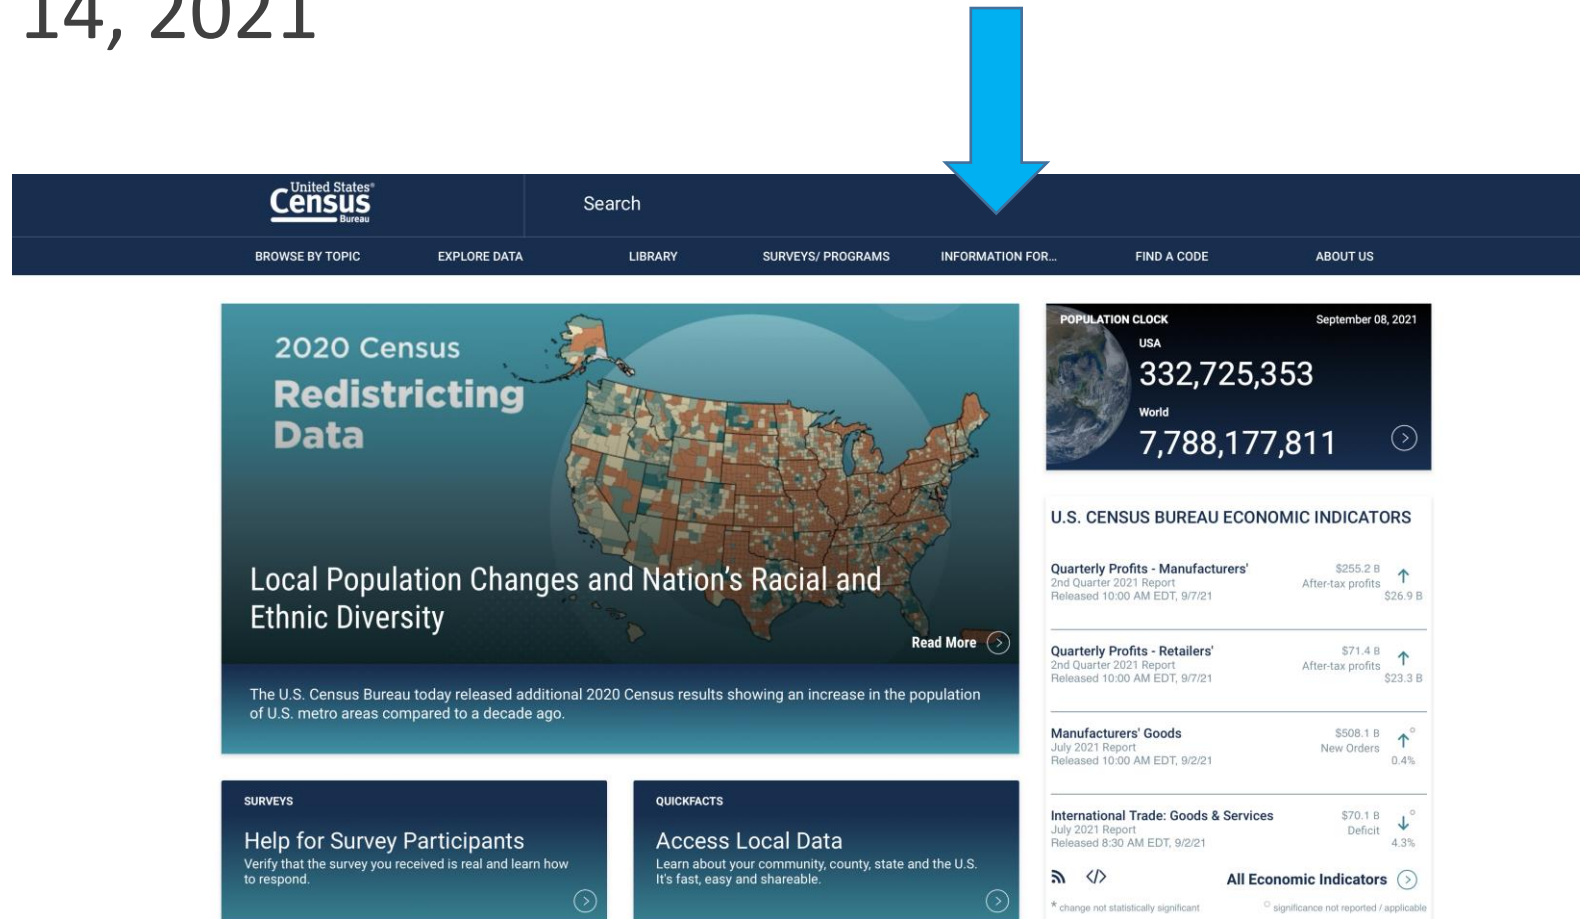 14, 2021
United States®
Census
Bureau
Search
BROWSE BY TOPIC
EXPLORE DATA
LIBRARY
SURVEYS/ PROGRAMS
INFORMATION FOR...
FIND A CODE
ABOUT US
2020 Census
Redistricting
Data
Local Population Changes and Nation's Racial and
Ethnic Diversity
Read More
The U.S. Census Bureau today released additional 2020 Census results showing an increase in the population
of U.S. metro areas compared to a decade ago.
POPULATION CLOCK
September 08, 2021
USA
332,725,353
World
7,788,177,811
U.S. CENSUS BUREAU ECONOMIC INDICATORS
Quarterly Profits - Manufacturers'
2nd Quarter 2021 Report
Released 10:00 AM EDT, 9/7/21
$255.2 B
After-tax profits
$26.9 B
Quarterly Profits - Retailers'
2nd Quarter 2021 Report
Released 10:00 AM EDT, 9/7/21
$71.4 B
After-tax profits
$23.3 B
Manufacturers' Goods
July 2021 Report
Released 10:00 AM EDT, 9/2/21
$508.1 B
New Orders
0.4%
International Trade: Goods & Services
July 2021 Report
Released 8:30 AM EDT, 9/2/21
$70.1 B
Deficit
4.3%
All Economic Indicators
* change not statistically significant
° significance not reported / applicable
SURVEYS
Help for Survey Participants
Verify that the survey you received is real and learn how
to respond.
QUICKFACTS
Access Local Data
Learn about your community, county, state and the U.S.
It's fast, easy and shareable.